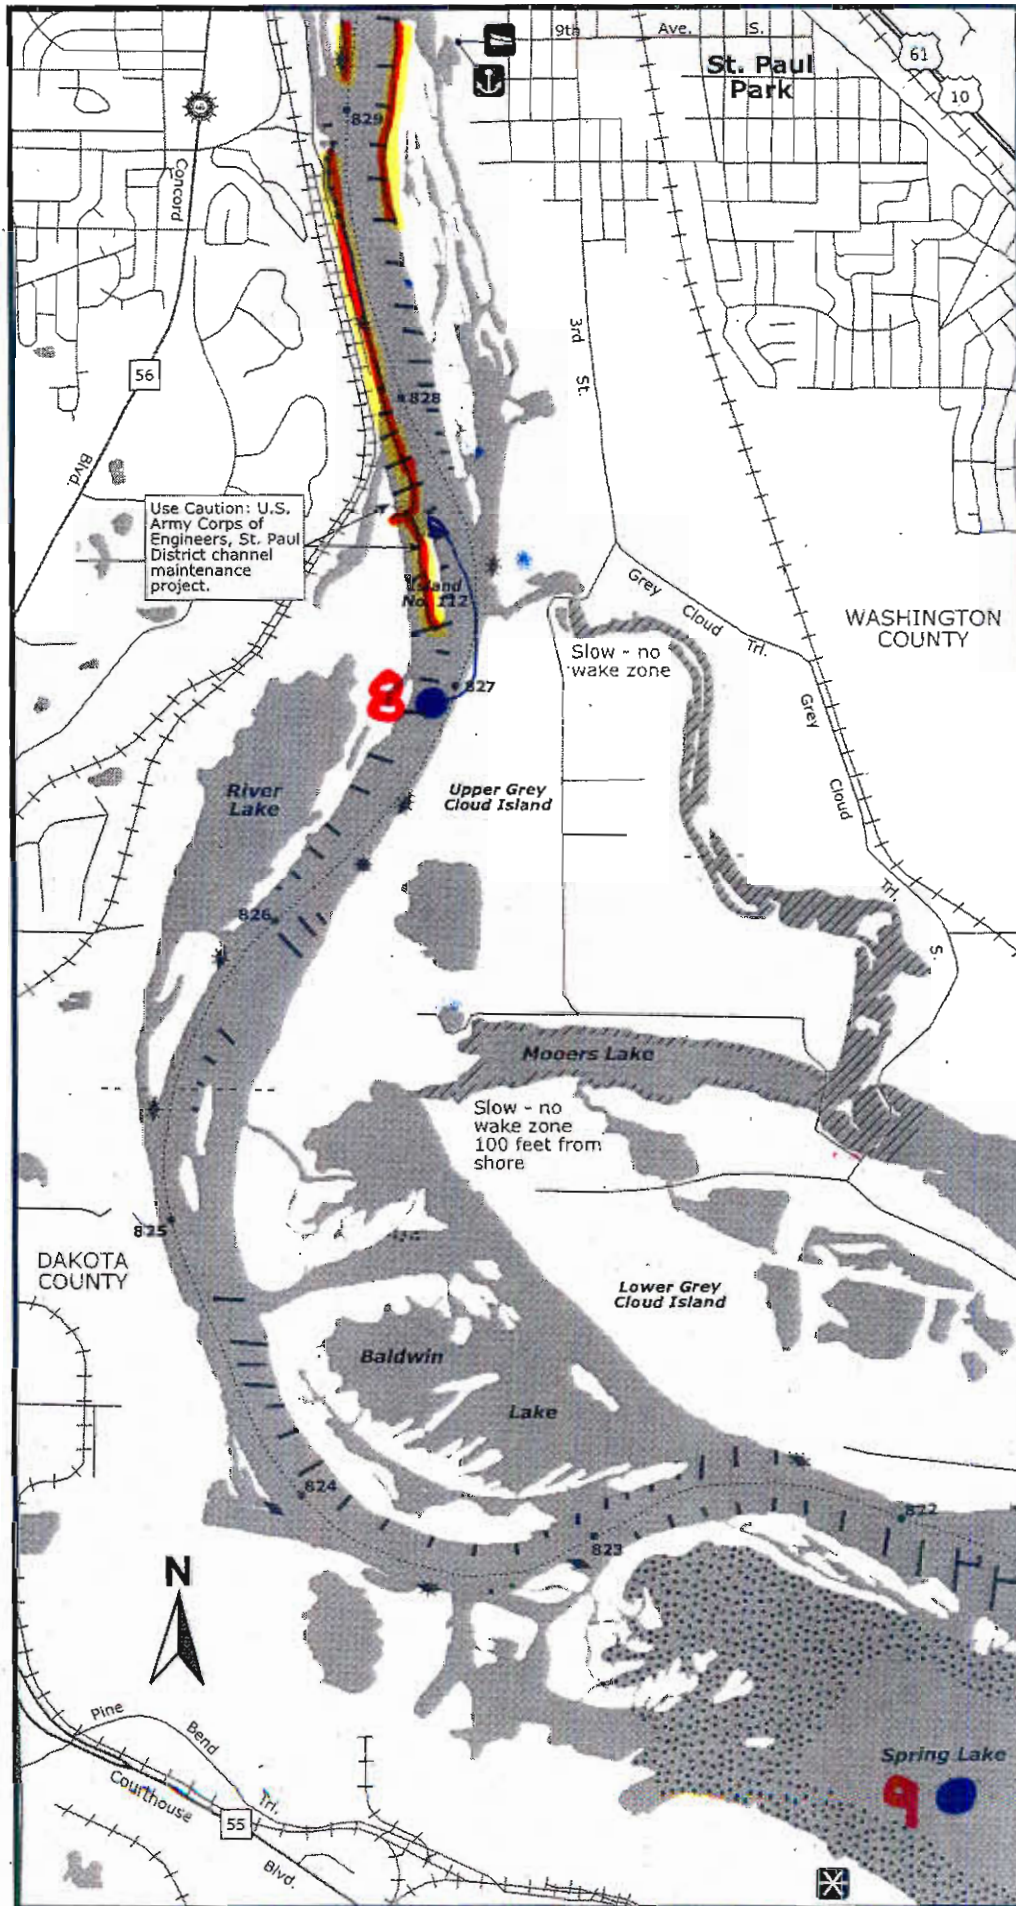 9th Ave. S.
St. Paul
Park
61
10
829
Concord
3rd St.
56
828
Blvd.
Use Caution: U.S.
Army Corps of
Engineers, St. Paul
District channel
maintenance
project.
Island
No. 112
Grey Cloud Trl.
WASHINGTON
COUNTY
Slow - no
wake zone
827
8
Grey Cloud Trl. S.
River
Lake
Upper Grey
Cloud Island
826
Mooers Lake
Slow - no
wake zone
100 feet from
shore
825
DAKOTA
COUNTY
Lower Grey
Cloud Island
Baldwin
Lake
824
822
823
N
Pine Bend Trl.
Spring Lake
9
Courthouse
55
Blvd.